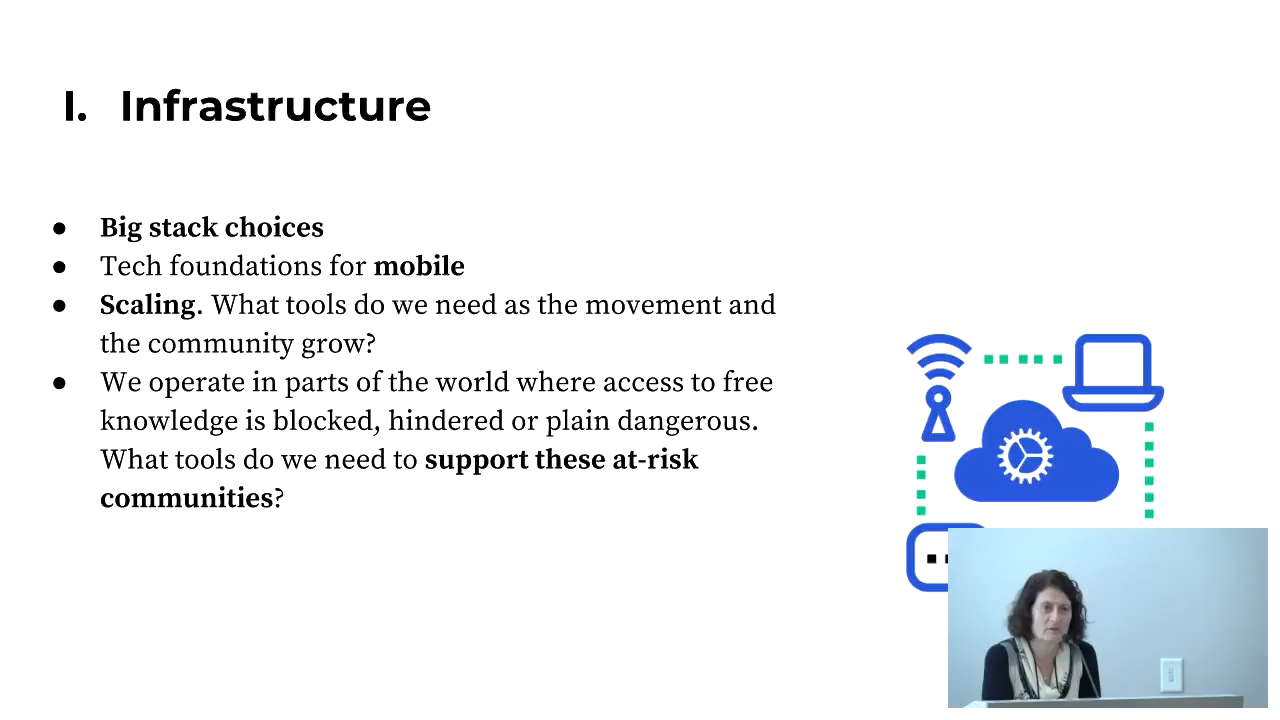 I. Infrastructure
● Big stack choices
● Tech foundations for mobile
● Scaling. What tools do we need as the movement and
the community grow?
● We operate in parts of the world where access to free
knowledge is blocked, hindered or plain dangerous.
What tools do we need to support these at-risk
communities?